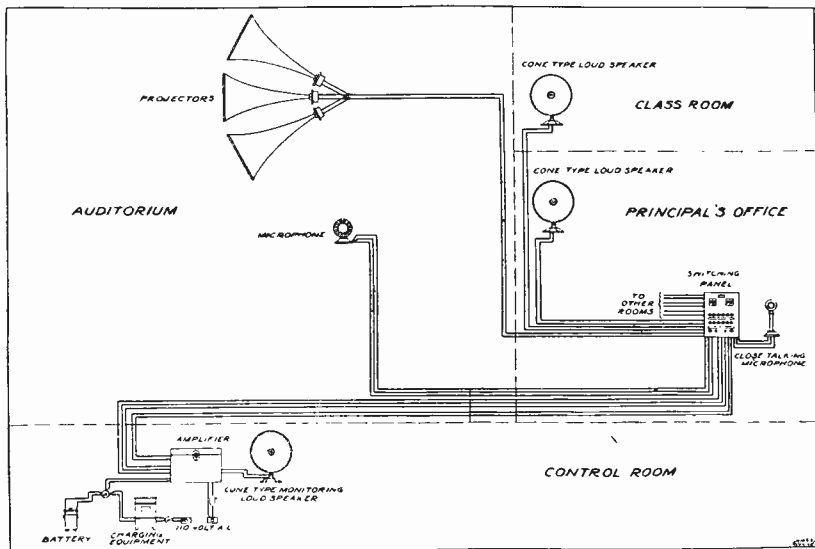 CONE TYPE LOUD SPEAKER
PROJECTORS
CLASS ROOM
CONE TYPE LOUD SPEAKER
AUDITORIUM
PRINCIPAL'S OFFICE
MICROPHONE
SWITCHING
PANEL
TO
OTHER
ROOMS
CLOSE TALKING
MICROPHONE
AMPLIFIER
CONTROL ROOM
CONE TYPE MONITORING
LOUD SPEAKER
BATTERY
CHARGING
EQUIPMENT
110 VOLT A.C.